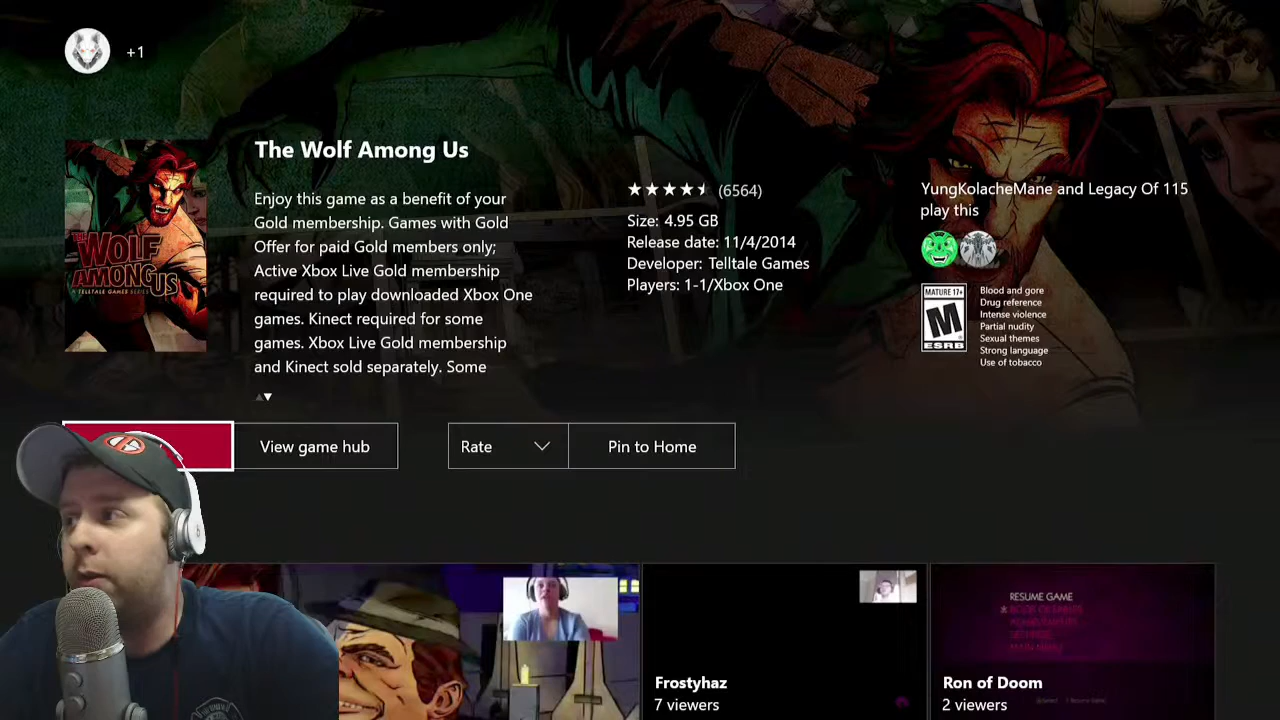 +1
The Wolf Among Us
Enjoy this game as a benefit of your
Gold membership. Games with Gold
Offer for paid Gold members only;
Active Xbox Live Gold membership
required to play downloaded Xbox One
games. Kinect required for some
games. Xbox Live Gold membership
and Kinect sold separately. Some
(6564)
Size: 4.95 GB
Release date: 11/4/2014
Developer: Telltale Games
Players: 1-1/Xbox One
YungKolacheMane and Legacy Of 115
play this
MATURE 17+
M
ESRB
Blood and gore
Drug reference
Intense violence
Partial nudity
Sexual themes
Strong language
Use of tobacco
THE
WOLF
AMONG US
A TELLTALE GAMES SERIES
View game hub
Rate
Pin to Home
Frostyhaz
7 viewers
RESUME GAME
Ron of Doom
2 viewers